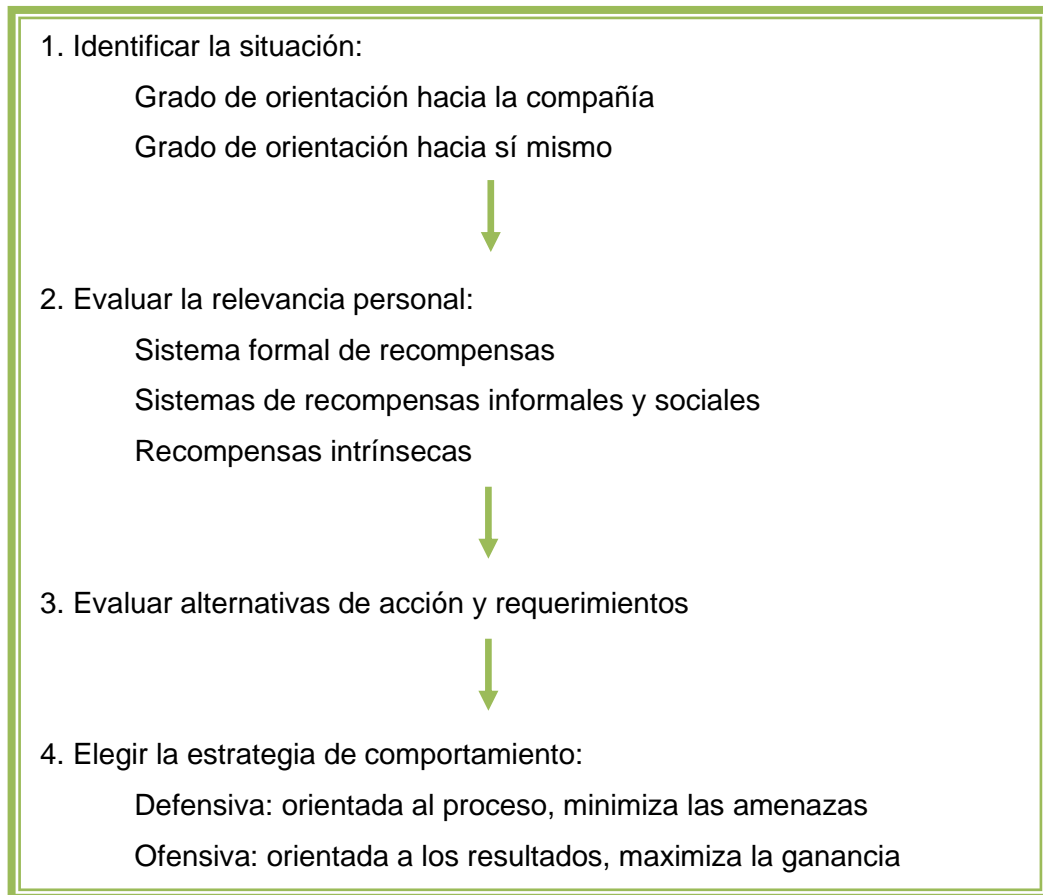 1. Identificar la situación:
Grado de orientación hacia la compañía
Grado de orientación hacia sí mismo
2. Evaluar la relevancia personal:
Sistema formal de recompensas
Sistemas de recompensas informales y sociales
Recompensas intrínsecas
3. Evaluar alternativas de acción y requerimientos
4. Elegir la estrategia de comportamiento:
Defensiva: orientada al proceso, minimiza las amenazas
Ofensiva: orientada a los resultados, maximiza la ganancia